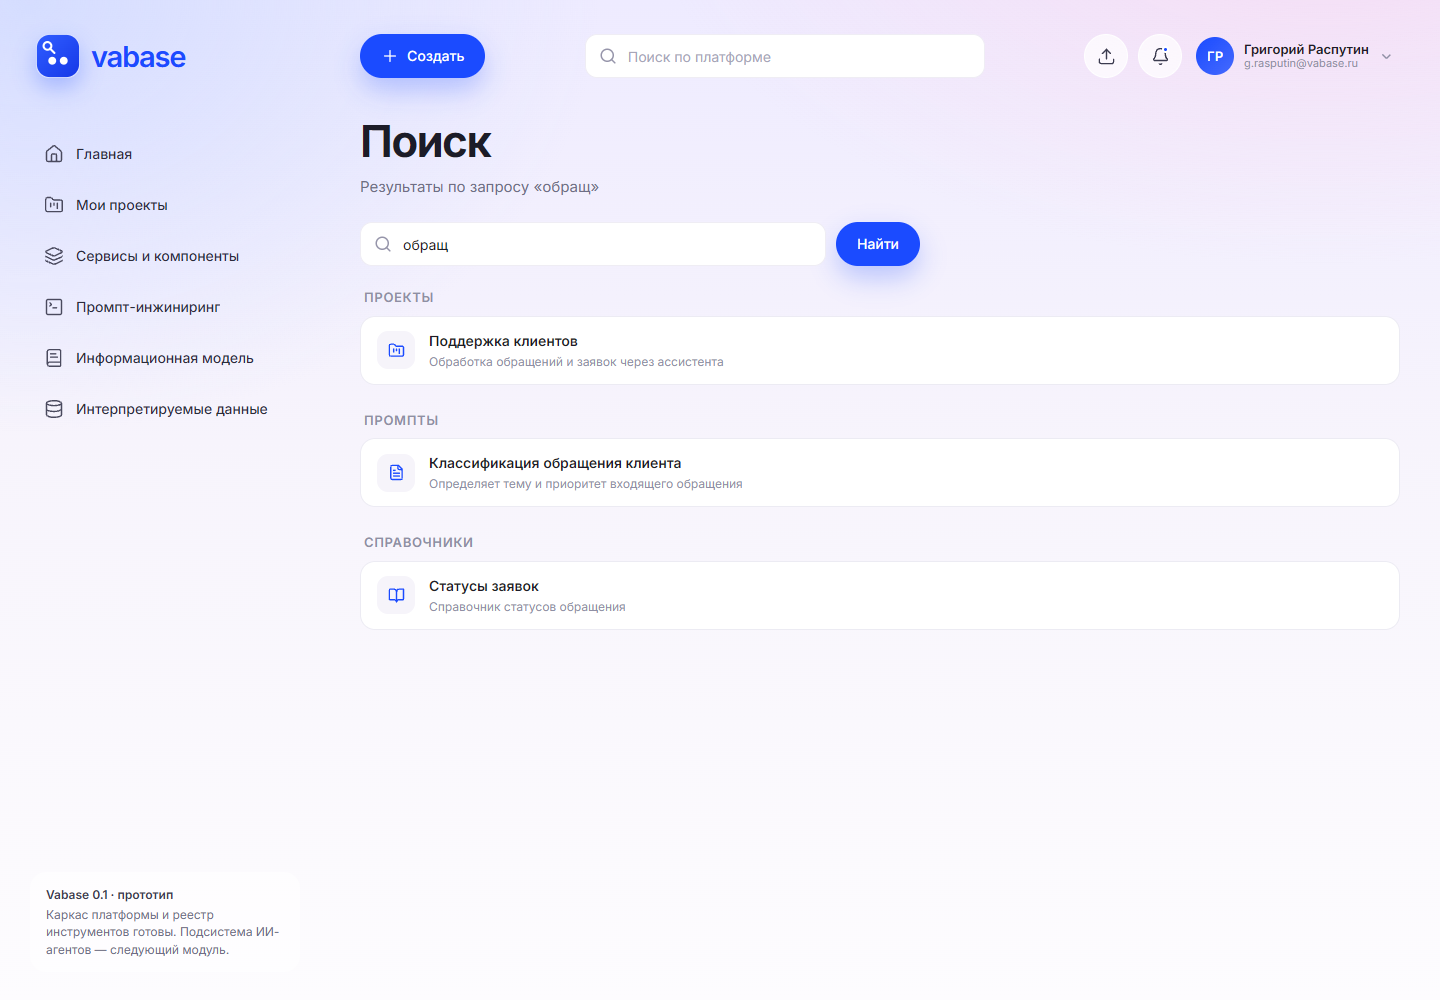 vabase
Создать
Поиск по платформе
ГР
Григорий Распутин
g.rasputin@vabase.ru
Главная
Мои проекты
Сервисы и компоненты
Промпт-инжиниринг
Информационная модель
Интерпретируемые данные
Поиск
Результаты по запросу «обращ»
обращ
Найти
ПРОЕКТЫ
Поддержка клиентов
Обработка обращений и заявок через ассистента
ПРОМПТЫ
Классификация обращения клиента
Определяет тему и приоритет входящего обращения
СПРАВОЧНИКИ
Статусы заявок
Справочник статусов обращения
Vabase 0.1 · прототип
Каркас платформы и реестр
инструментов готовы. Подсистема ИИ-
агентов — следующий модуль.